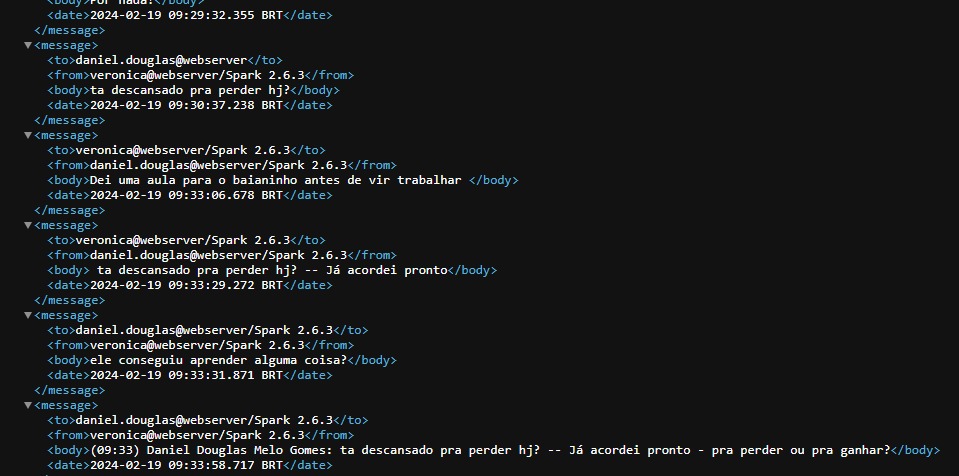 <body>Por nada!</body>
<date>2024-02-19 09:29:32.355 BRT</date>
</message>
▼<message>
<to>daniel.douglas@webserver</to>
<from>veronica@webserver/Spark 2.6.3</from>
<body>ta descansado pra perder hj?</body>
<date>2024-02-19 09:30:37.238 BRT</date>
</message>
▼<message>
<to>veronica@webserver/Spark 2.6.3</to>
<from>daniel.douglas@webserver/Spark 2.6.3</from>
<body>Dei uma aula para o baianinho antes de vir trabalhar </body>
<date>2024-02-19 09:33:06.678 BRT</date>
</message>
▼<message>
<to>veronica@webserver/Spark 2.6.3</to>
<from>daniel.douglas@webserver/Spark 2.6.3</from>
<body> ta descansado pra perder hj? -- Já acordei pronto</body>
<date>2024-02-19 09:33:29.272 BRT</date>
</message>
▼<message>
<to>daniel.douglas@webserver/Spark 2.6.3</to>
<from>veronica@webserver/Spark 2.6.3</from>
<body>ele conseguiu aprender alguma coisa?</body>
<date>2024-02-19 09:33:31.871 BRT</date>
</message>
▼<message>
<to>daniel.douglas@webserver/Spark 2.6.3</to>
<from>veronica@webserver/Spark 2.6.3</from>
<body>(09:33) Daniel Douglas Melo Gomes: ta descansado pra perder hj? -- Já acordei pronto - pra perder ou pra ganhar?</body>
<date>2024-02-19 09:33:58.717 BRT</date>